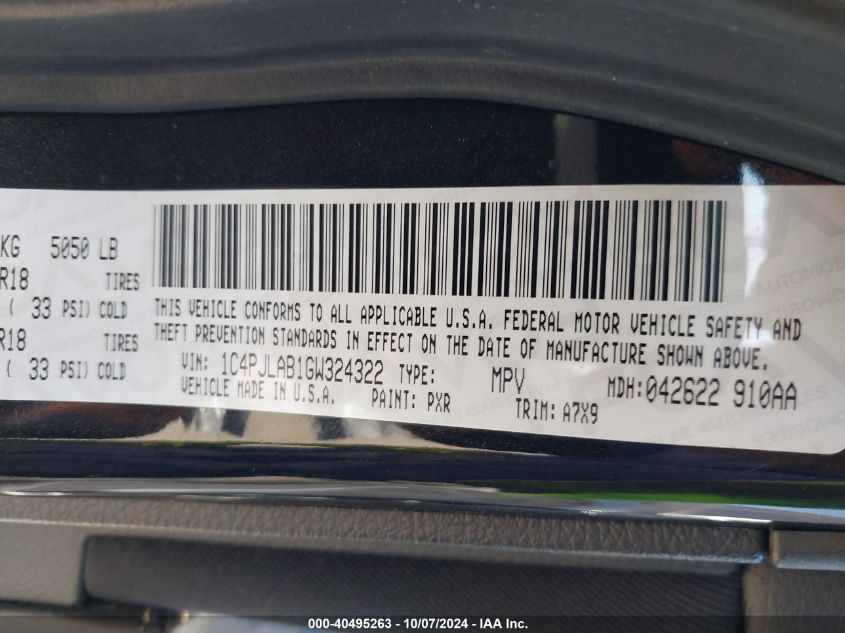 KG 5050 LB
R18 TIRES
( 33 PSI) COLD
R18 TIRES
( 33 PSI) COLD
THIS VEHICLE CONFORMS TO ALL APPLICABLE U.S.A. FEDERAL MOTOR VEHICLE SAFETY AND
THEFT PREVENTION STANDARDS IN EFFECT ON THE DATE OF MANUFACTURE SHOWN ABOVE.
VIN: 1C4PJLAB1GW324322 TYPE: MPV MDH:042622 910AA
VEHICLE MADE IN U.S.A. PAINT: PXR TRIM: A7X9
000-40495263 - 10/07/2024 - IAA Inc.